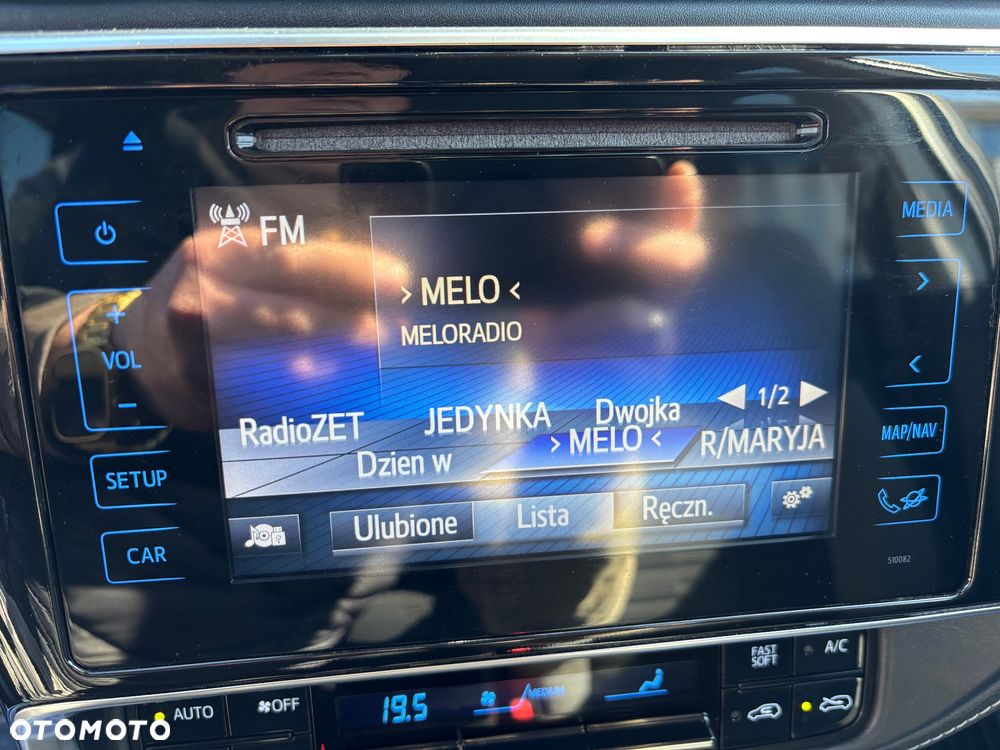 FM
MEDIA
> MELO <
MELORADIO
+
VOL
−
>
<
1/2
RadioZET JEDYNKA Dwojka
Dzien w > MELO < R/MARYJA
MAP/NAV
SETUP
Ulubione Lista Ręczn.
CAR
510082
FAST
SOFT
A/C
AUTO OFF 19.5 MEDIUM
OTOMOTO